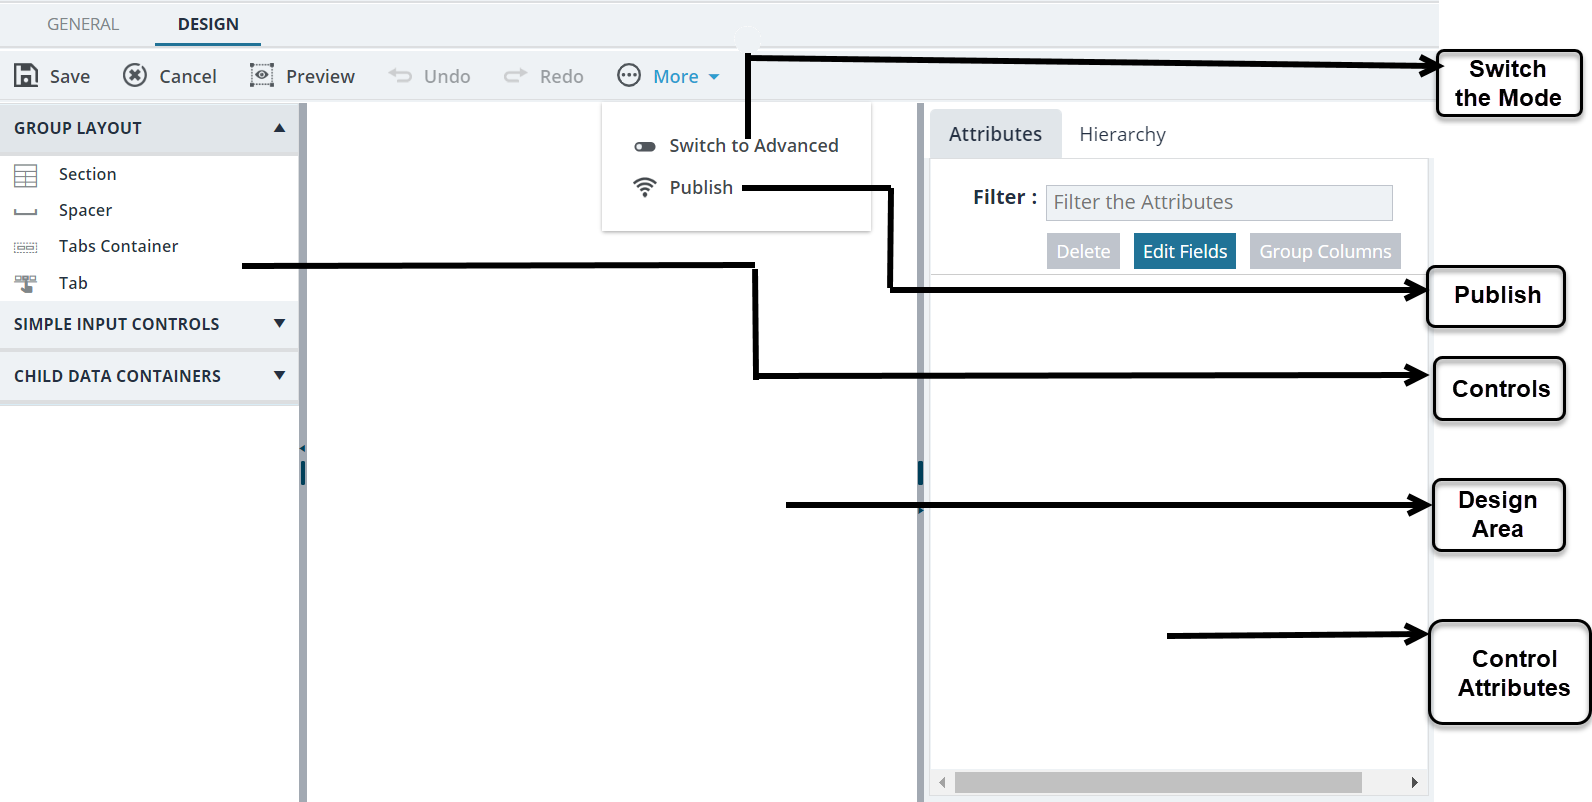 GENERAL DESIGN
Save Cancel Preview Undo Redo More
Switch
the Mode
GROUP LAYOUT
Section
Spacer
Tabs Container
Tab
SIMPLE INPUT CONTROLS
CHILD DATA CONTAINERS
Switch to Advanced
Publish
Attributes Hierarchy
Filter : Filter the Attributes
Delete Edit Fields Group Columns
Publish
Controls
Design
Area
Control
Attributes